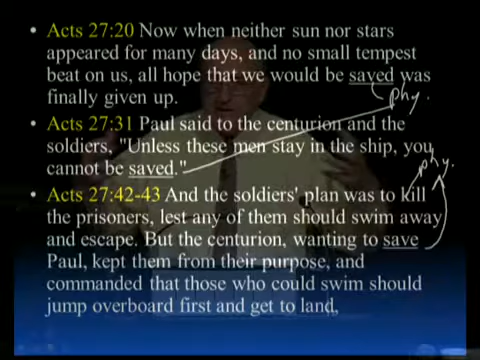 • Acts 27:20 Now when neither sun nor stars
appeared for many days, and no small tempest
beat on us, all hope that we would be saved was
finally given up.
phy.
• Acts 27:31 Paul said to the centurion and the
soldiers, "Unless these men stay in the ship, you
cannot be saved."
phy.
• Acts 27:42-43 And the soldiers' plan was to kill
the prisoners, lest any of them should swim away
and escape. But the centurion, wanting to save
Paul, kept them from their purpose, and
commanded that those who could swim should
jump overboard first and get to land,